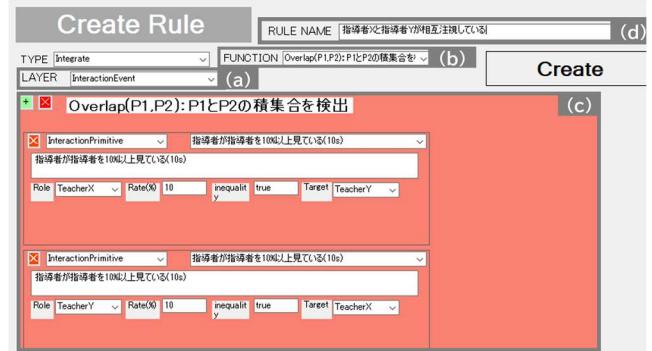 Create Rule
RULE NAME 指導者Xと指導者Yが相互注視している (d)
TYPE Integrate FUNCTION Overlap(P1,P2): P1とP2の積集合を (b)
LAYER InteractionEvent (a) Create
+ Overlap(P1,P2): P1とP2の積集合を検出 (c)
InteractionPrimitive 指導者が指導者を10%以上見ている(10s)
指導者が指導者を10%以上見ている(10s)
Role TeacherX Rate(%) 10 inequalit true Target TeacherY
y
InteractionPrimitive 指導者が指導者を10%以上見ている(10s)
指導者が指導者を10%以上見ている(10s)
Role TeacherY Rate(%) 10 inequalit true Target TeacherX
y